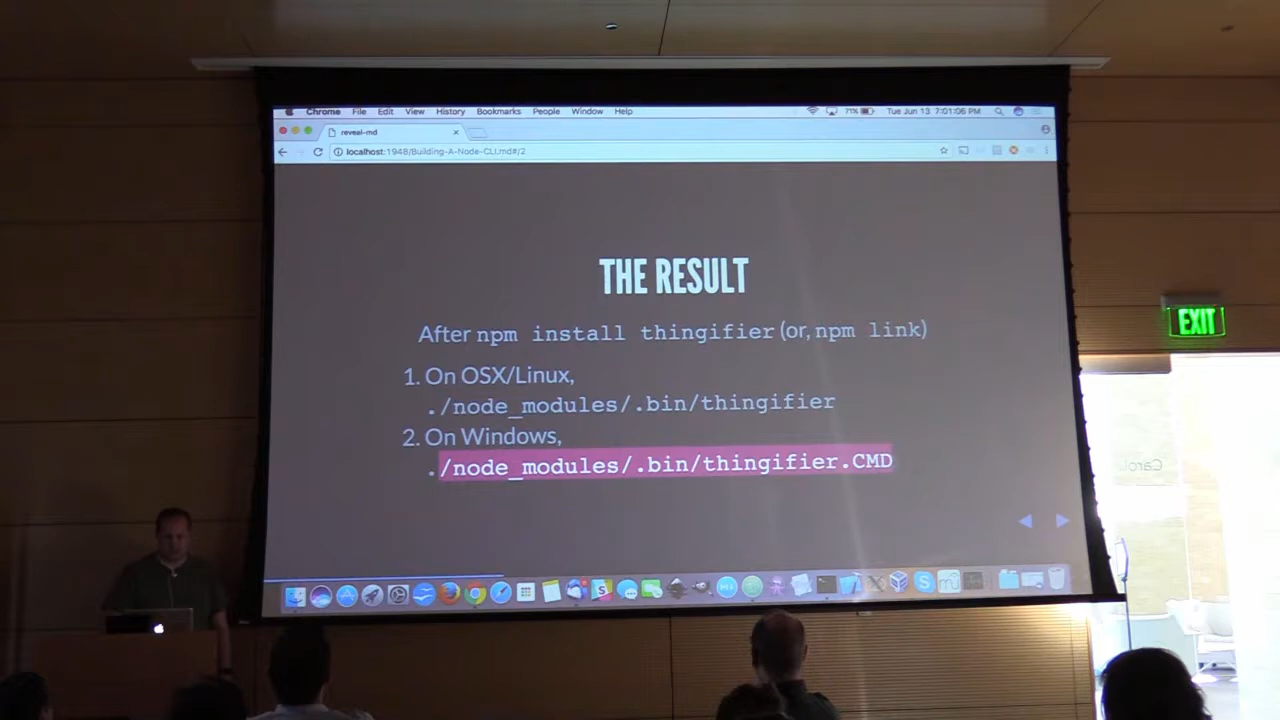 Chrome File Edit View History Bookmarks People Window Help 71% Tue Jun 13 7:01:06 PM
reveal-md
localhost:1948/Building-A-Node-CLI.md#/2
THE RESULT
After npm install thingifier (or, npm link)
1. On OSX/Linux,
./node_modules/.bin/thingifier
2. On Windows,
./node_modules/.bin/thingifier.CMD
EXIT